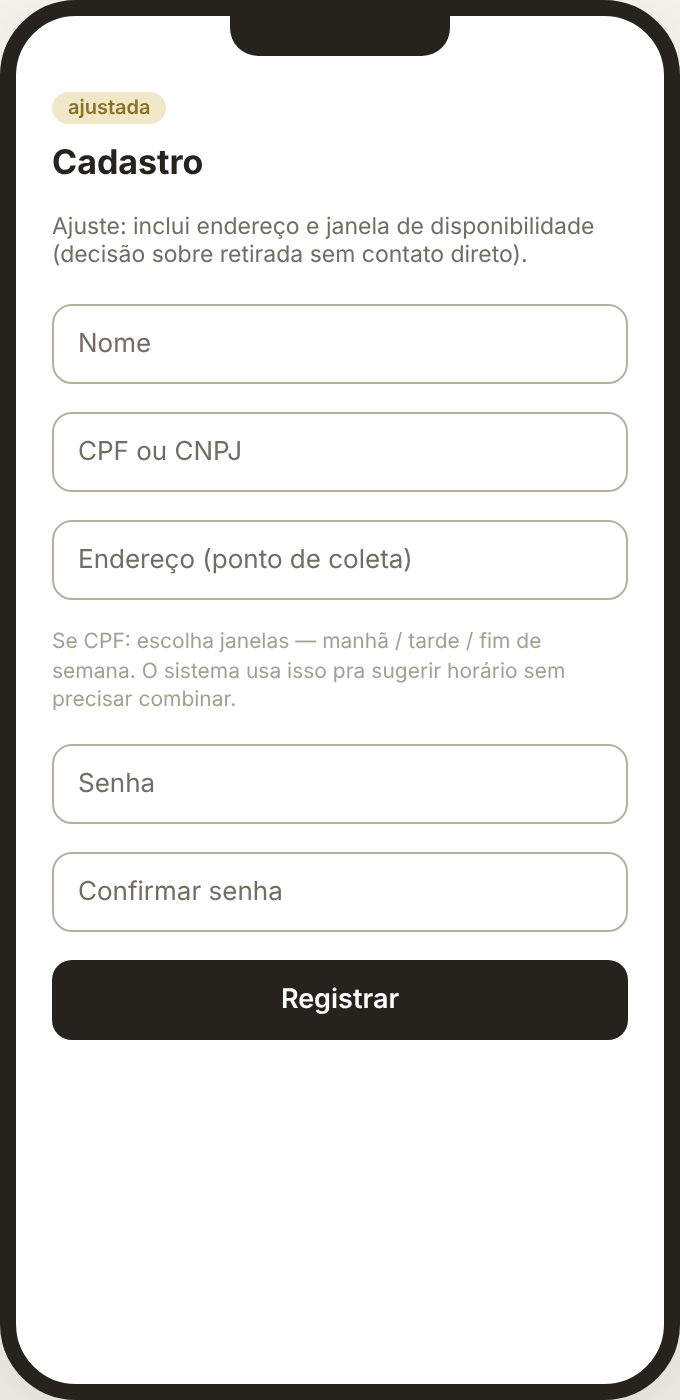 ajustada
Cadastro
Ajuste: inclui endereço e janela de disponibilidade
(decisão sobre retirada sem contato direto).
Nome
CPF ou CNPJ
Endereço (ponto de coleta)
Se CPF: escolha janelas — manhã / tarde / fim de
semana. O sistema usa isso pra sugerir horário sem
precisar combinar.
Senha
Confirmar senha
Registrar